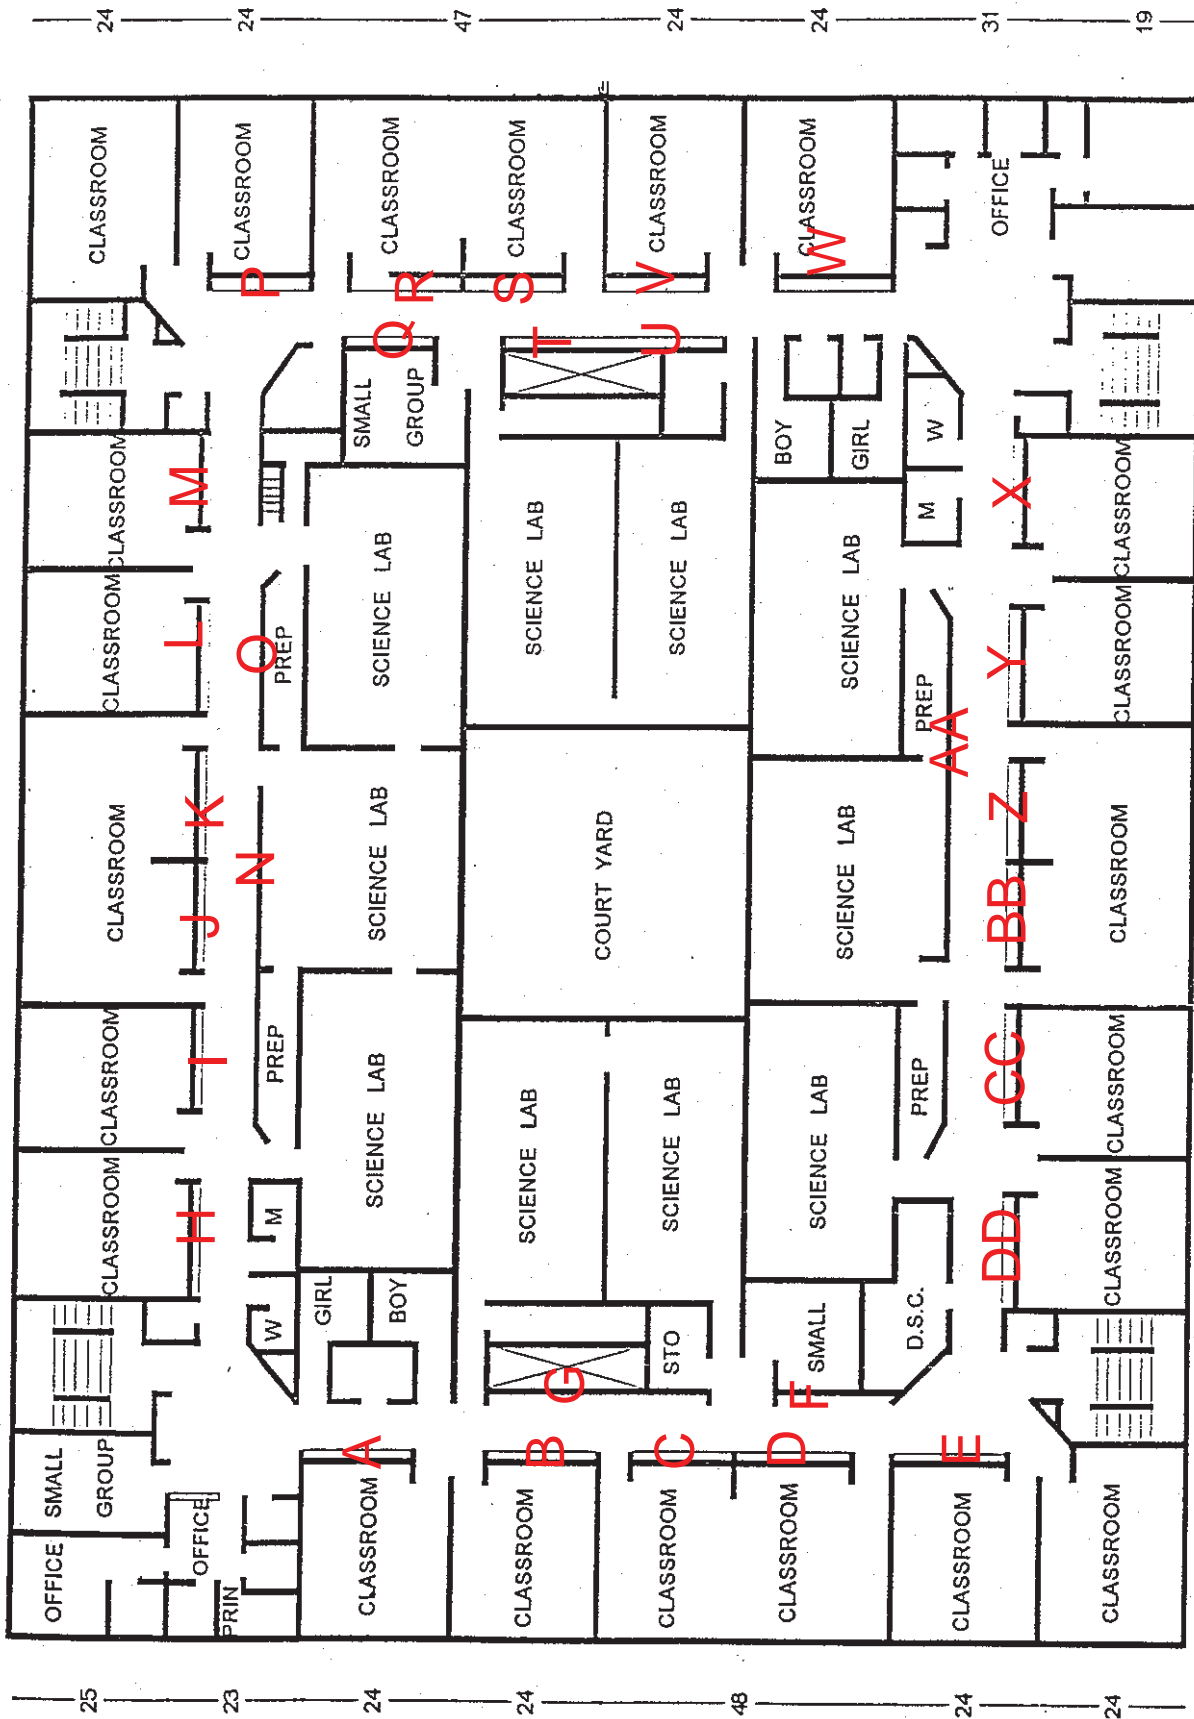 OFFICE
SMALL
GROUP
CLASSROOM
CLASSROOM
CLASSROOM
CLASSROOM
CLASSROOM
CLASSROOM
25
24
H
I
J
K
L
M
OFFICE
PRIN
23
W
M
PREP
N
O
PREP
P
CLASSROOM
24
GIRL
BOY
SCIENCE LAB
SCIENCE LAB
SCIENCE LAB
SMALL
GROUP
Q
R
CLASSROOM
47
24
CLASSROOM
A
24
CLASSROOM
B
G
SCIENCE LAB
SCIENCE LAB
T
S
CLASSROOM
COURT YARD
CLASSROOM
C
STO
SCIENCE LAB
SCIENCE LAB
U
V
CLASSROOM
24
48
CLASSROOM
D
F
SMALL
SCIENCE LAB
SCIENCE LAB
SCIENCE LAB
BOY
GIRL
W
CLASSROOM
24
D.S.C.
PREP
PREP
AA
M
W
24
CLASSROOM
E
DD
CC
BB
Z
Y
X
OFFICE
31
24
CLASSROOM
CLASSROOM
CLASSROOM
CLASSROOM
CLASSROOM
CLASSROOM
19